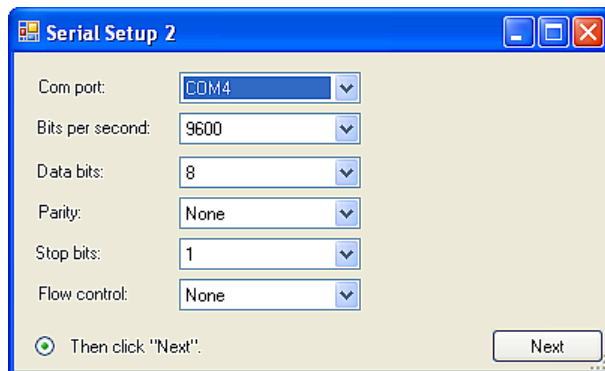 Serial Setup 2
Com port: COM4
Bits per second: 9600
Data bits: 8
Parity: None
Stop bits: 1
Flow control: None
Then click "Next". Next